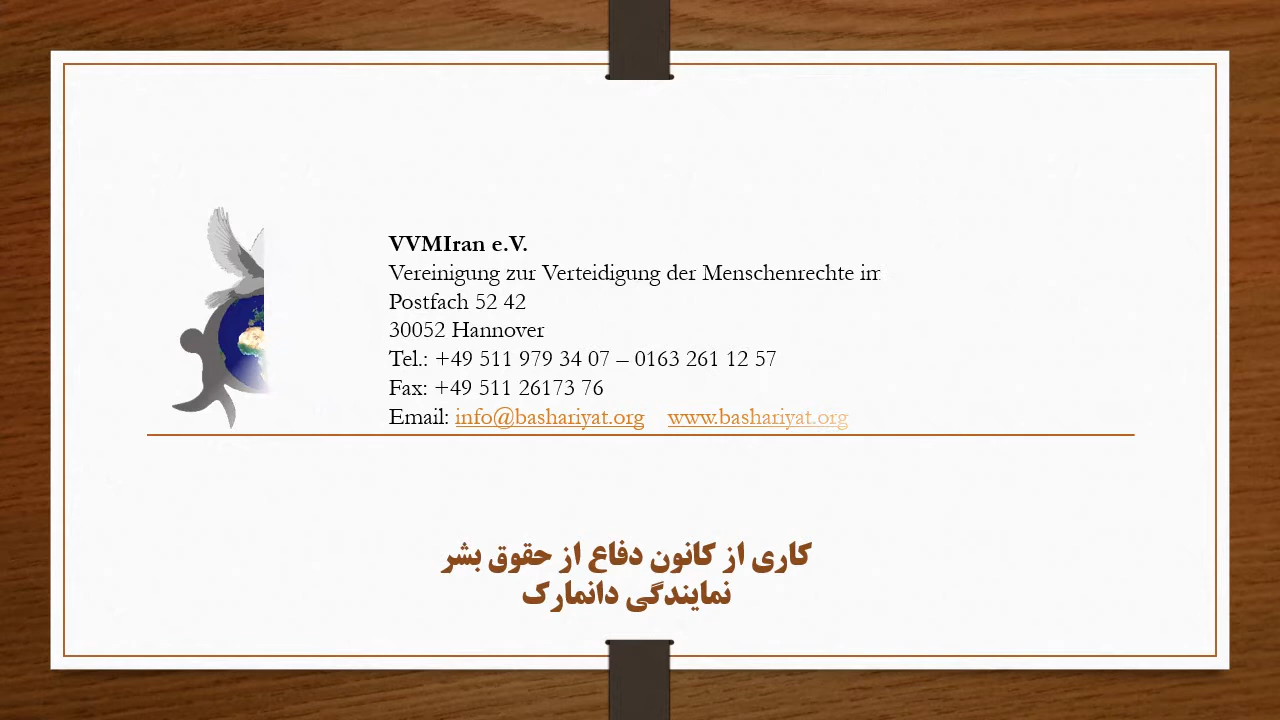 VVMIran e.V.
Vereinigung zur Verteidigung der Menschenrechte im
Postfach 52 42
30052 Hannover
Tel.: +49 511 979 34 07 – 0163 261 12 57
Fax: +49 511 26173 76
Email: info@bashariyat.org www.bashariyat.org
کاری از کانون دفاع از حقوق بشر
نمایندگی دانمارک